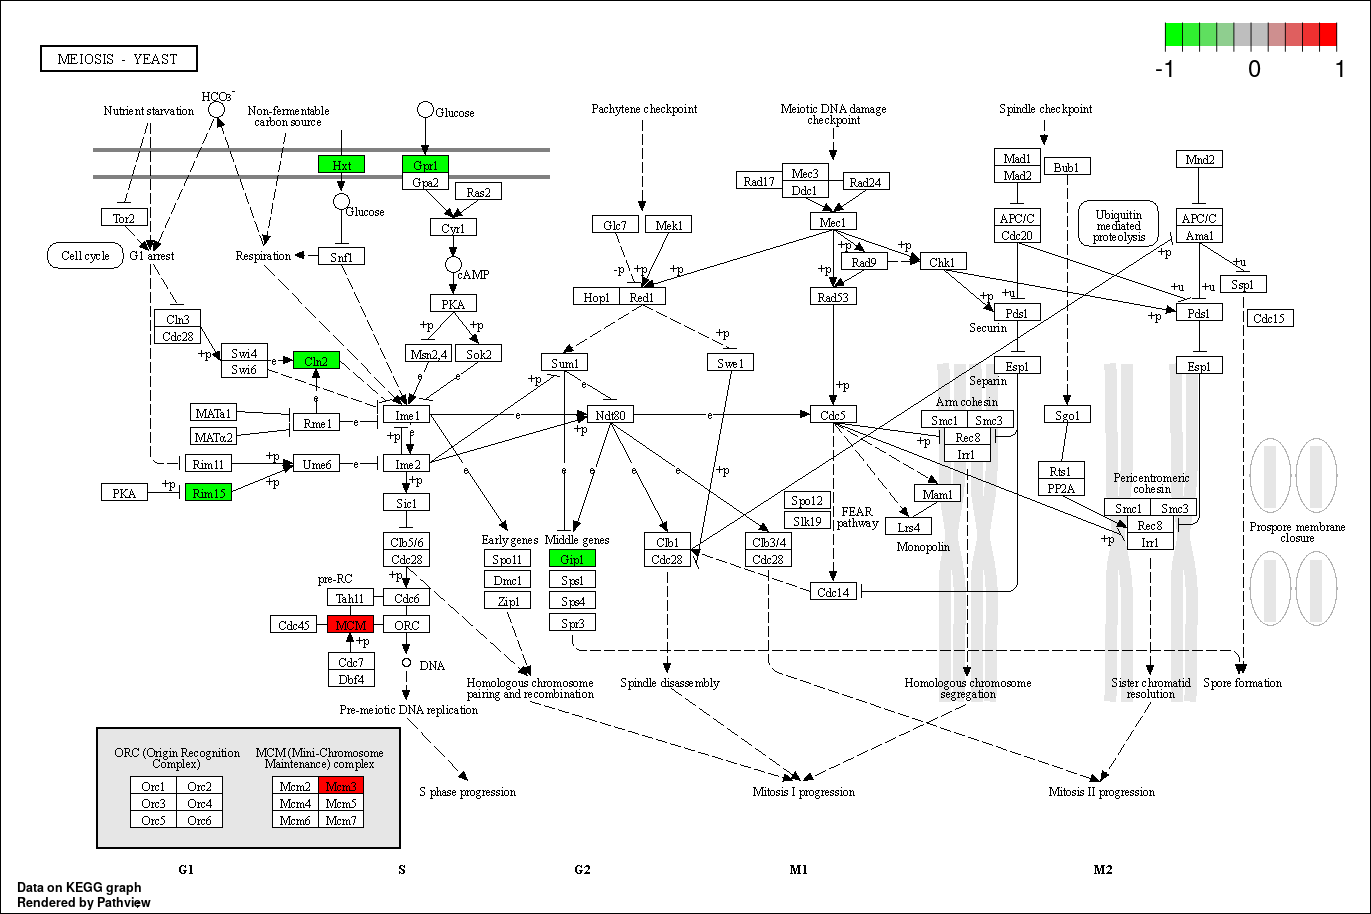 MEIOSIS - YEAST
-1 0 1
HCO3-
Nutrient starvation
Non-fermentable
carbon source
Glucose
Pachytene checkpoint
Meiotic DNA damage
checkpoint
Spindle checkpoint
Hxt
Gpr1
Gpa2
Ras2
Glucose
Tor2
Cyr1
Cell cycle
G1 arrest
Respiration
Snf1
cAMP
PKA
Rad17
Mec3
Ddc1
Rad24
Mec1
Glc7
Mek1
+p
+p
Rad9
Chk1
-p
+p
+p
+p
Hop1
Red1
Rad53
Mad1
Mad2
Bub1
Mnd2
APC/C
Cdc20
Ubiquitin
mediated
proteolysis
APC/C
Ama1
+p
+u
Ssp1
+u
+u
+p
+p
Pds1
Pds1
Securin
Cdc15
Cln3
Cdc28
+p
Swi4
Swi6
e
Cln2
+p
+p
Msn2,4
Sok2
e
e
Sum1
+p
e
+p
Swe1
+p
Esp1
Separin
Esp1
MATa1
MATα2
e
Rme1
e
Ime1
e
Ndt80
e
Cdc5
Arm cohesin
Smc1
Smc3
Rec8
Irr1
+p
Sgo1
+p
e
+p
+p
Rim11
+p
Ume6
e
Ime2
PKA
+p
Rim15
+p
+p
Sic1
e
e
e
e
e
+p
Rts1
PP2A
Pericentromeric
cohesin
Smc1
Smc3
Rec8
Irr1
+p
Mam1
Lrs4
Monopolin
Spo12
Slk19
FEAR
pathway
Clb5/6
Cdc28
+p
Early genes
Spo11
Dmc1
Zip1
Middle genes
Gip1
Sps1
Sps4
Spr3
Clb1
Cdc28
Clb3/4
Cdc28
Cdc14
Prospore membrane
closure
pre-RC
Tah11
Cdc6
Cdc45
MCM
ORC
+p
Cdc7
Dbf4
DNA
Homologous chromosome
pairing and recombination
Spindle disassembly
Homologous chromosome
segregation
Sister chromatid
resolution
Spore formation
Pre-meiotic DNA replication
ORC (Origin Recognition
Complex)
Orc1 Orc2
Orc3 Orc4
Orc5 Orc6
MCM (Mini-Chromosome
Maintenance) complex
Mcm2 Mcm3
Mcm4 Mcm5
Mcm6 Mcm7
S phase progression
Mitosis I progression
Mitosis II progression
G1 S G2 M1 M2
Data on KEGG graph
Rendered by Pathview